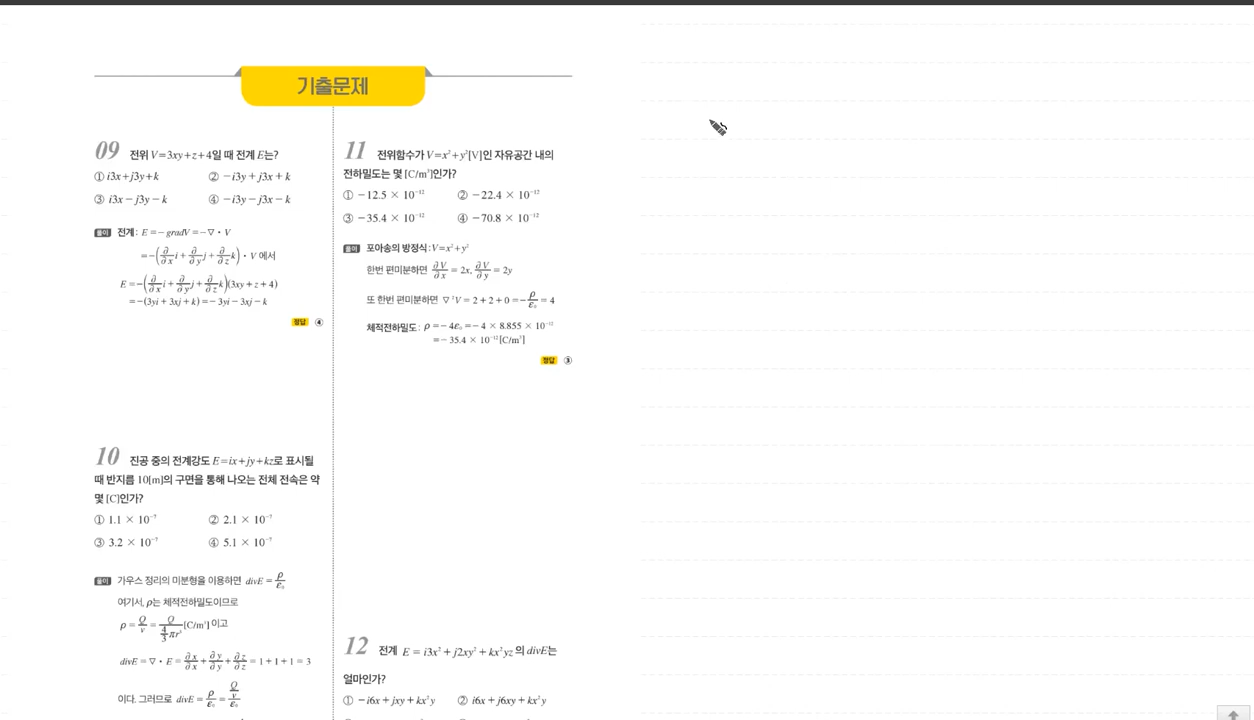 기출문제
09 전위 V=3xy+z+4일 때 전계 E는?
① i3x+j3y+k ② −i3y+j3x+k
③ i3x−j3y−k ④ −i3y−j3x−k
풀이 전계: E=−gradV=−∇·V
=−(∂/∂x i+∂/∂y j+∂/∂z k)·V 에서
E=−(∂/∂x i+∂/∂y j+∂/∂z k)(3xy+z+4)
=−(3yi+3xj+k)=−3yi−3xj−k
정답 ④
10 진공 중의 전계강도 E=ix+jy+kz로 표시될
때 반지름 10[m]의 구면을 통해 나오는 전체 전속은 약
몇 [C]인가?
① 1.1 × 10⁻⁷ ② 2.1 × 10⁻⁷
③ 3.2 × 10⁻⁷ ④ 5.1 × 10⁻⁷
풀이 가우스 정리의 미분형을 이용하면 divE = ρ/ε₀
여기서, ρ는 체적전하밀도이므로
ρ = Q/v = Q/(4/3 πr³) [C/m³] 이고
divE = ∇·E = ∂x/∂x + ∂y/∂y + ∂z/∂z = 1+1+1 = 3
이다. 그러므로 divE = ρ/ε₀ = (Q/v)/ε₀
11 전위함수가 V=x²+y²[V]인 자유공간 내의
전하밀도는 몇 [C/m³]인가?
① −12.5 × 10⁻¹² ② −22.4 × 10⁻¹²
③ −35.4 × 10⁻¹² ④ −70.8 × 10⁻¹²
풀이 포아송의 방정식: V=x²+y²
한번 편미분하면 ∂V/∂x = 2x, ∂V/∂y = 2y
또 한번 편미분하면 ∇²V = 2+2+0 = −ρ/ε₀ = 4
체적전하밀도: ρ = −4ε₀ = −4 × 8.855 × 10⁻¹²
= −35.4 × 10⁻¹² [C/m³]
정답 ③
12 전계 E = i3x² + j2xy² + kx²yz 의 divE는
얼마인가?
① −i6x + jxy + kx²y ② i6x + j6xy + kx²y